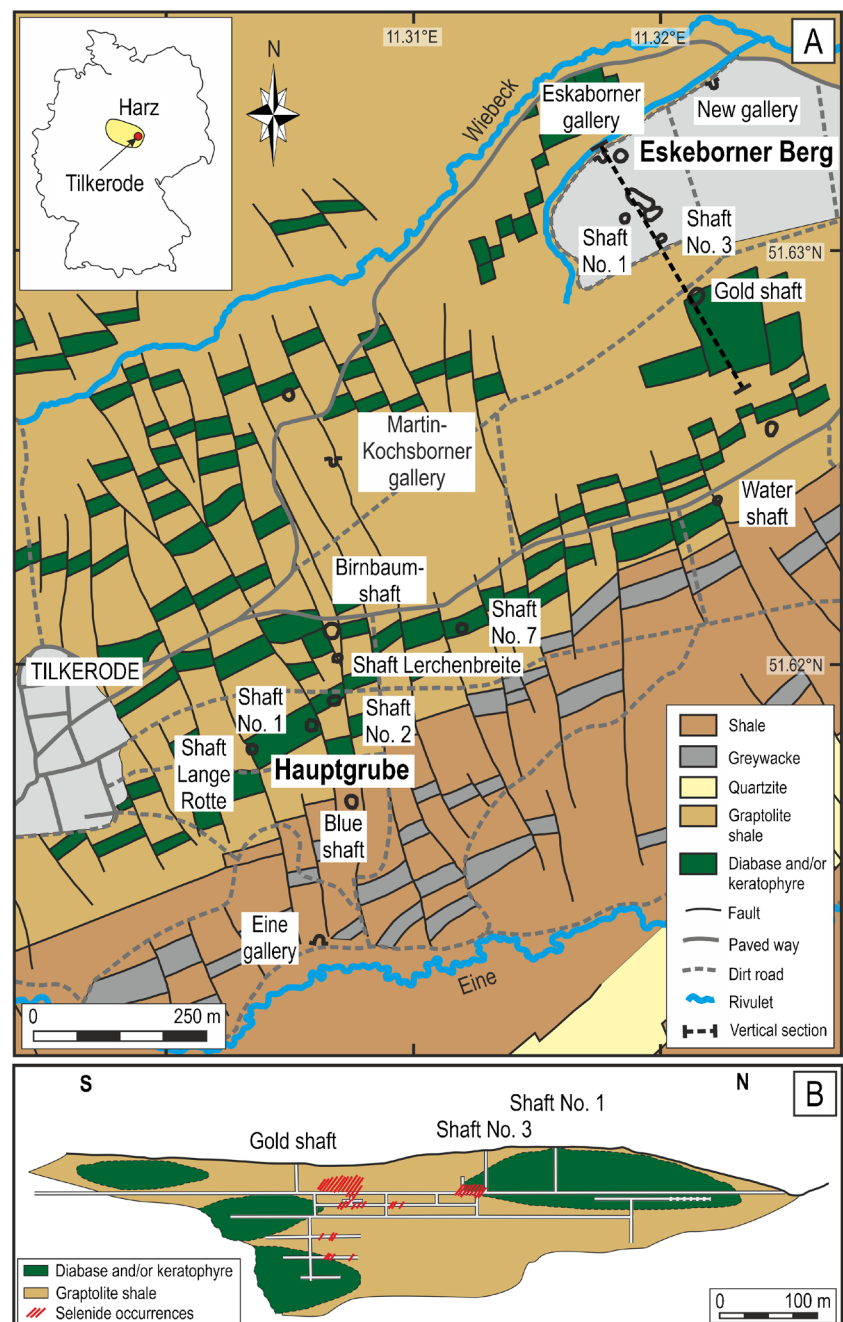 11.31°E
11.32°E
A
N
Harz
Tilkerode
Wiebeck
Eskaborner
gallery
New gallery
Eskeborner Berg
Shaft
No. 1
Shaft
No. 3
51.63°N
Gold shaft
Martin-
Kochsborner
gallery
Water
shaft
Birnbaum-
shaft
Shaft
No. 7
TILKERODE
Shaft Lerchenbreite
51.62°N
Shaft
No. 1
Shaft
No. 2
Shaft
Lange
Rotte
Hauptgrube
Blue
shaft
Eine
gallery
Eine
0 250 m
Shale
Greywacke
Quartzite
Graptolite
shale
Diabase and/or
keratophyre
Fault
Paved way
Dirt road
Rivulet
Vertical section
S
N
B
Shaft No. 1
Shaft No. 3
Gold shaft
Diabase and/or keratophyre
Graptolite shale
Selenide occurrences
0 100 m